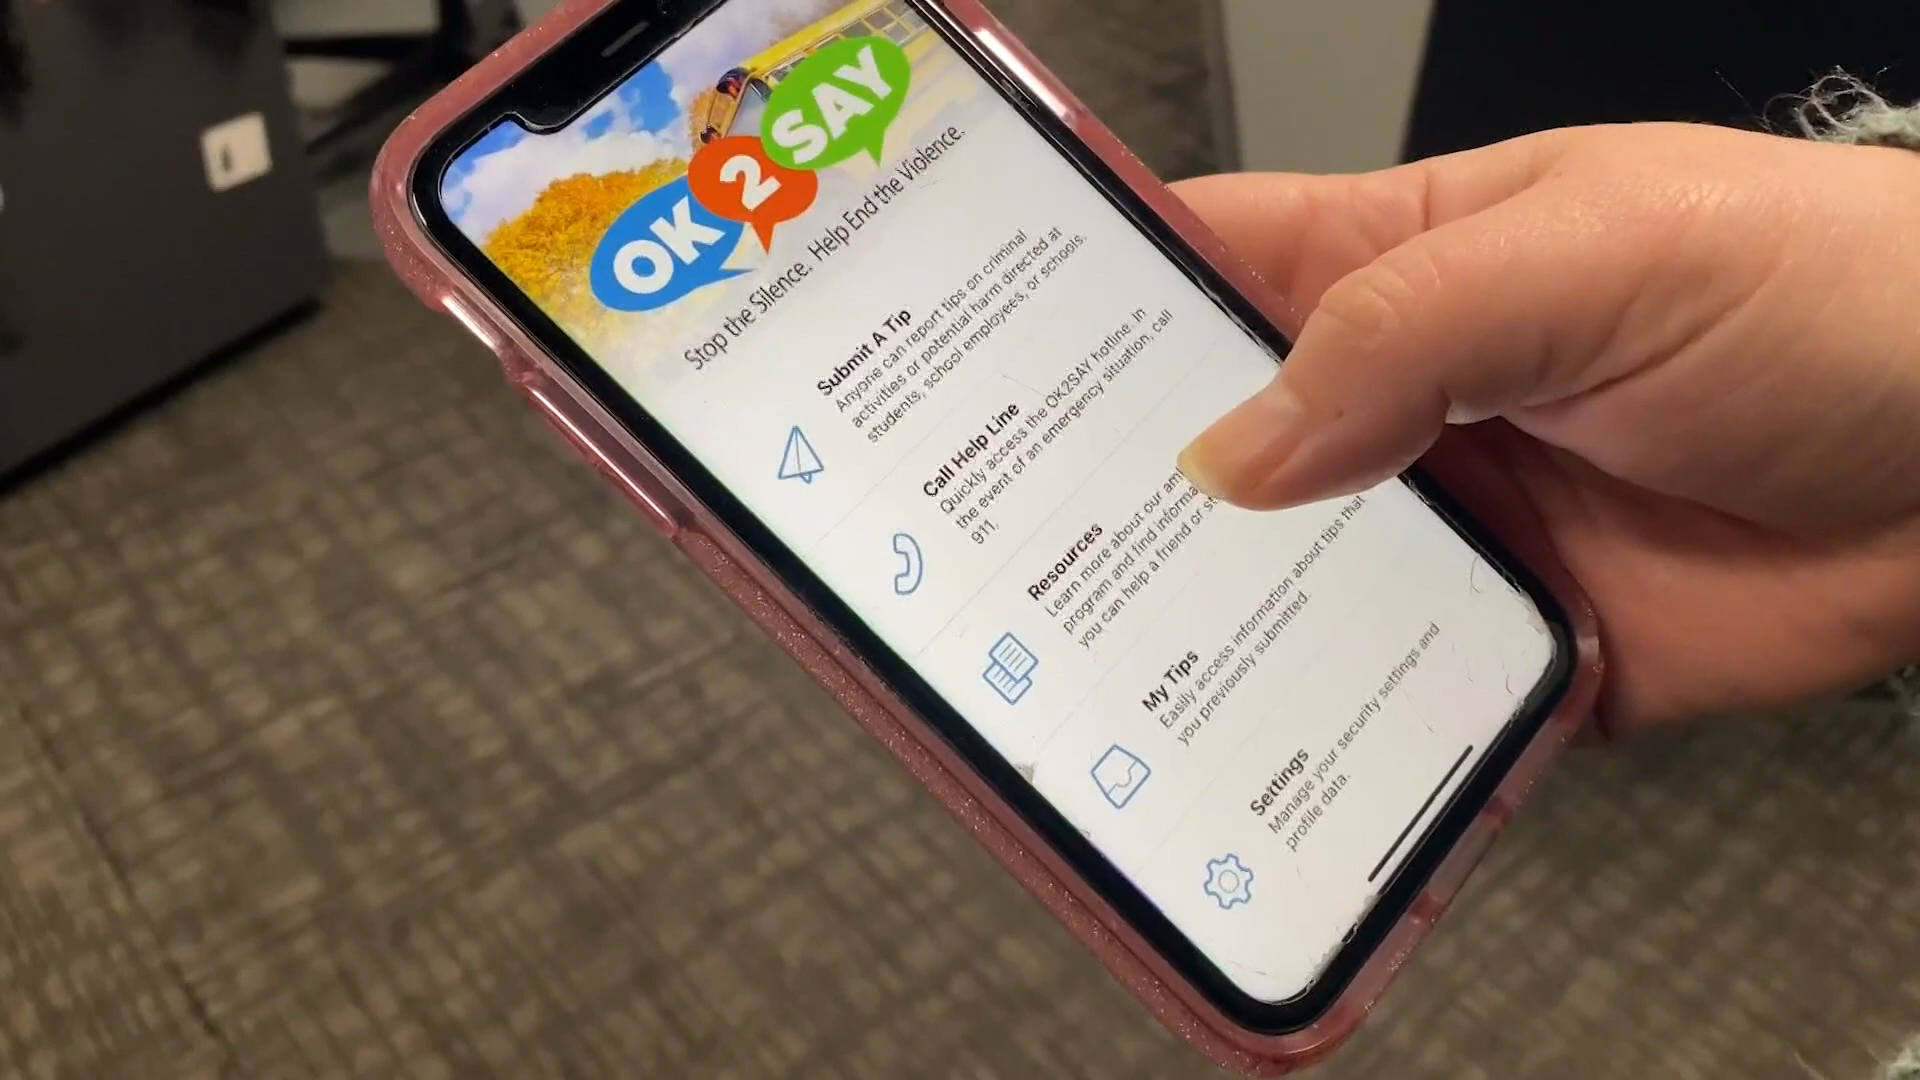 OK
2
SAY
Stop the Silence. Help End the Violence.
Submit A Tip
Anyone can report tips on criminal
activities or potential harm directed at
students, school employees, or schools.
Call Help Line
Quickly access the OK2SAY hotline. In
the event of an emergency situation, call
911.
Resources
Learn more about our
program and find
you can help a friend or
My Tips
Easily access information about tips that
you previously submitted.
Settings
Manage your security settings and
profile data.